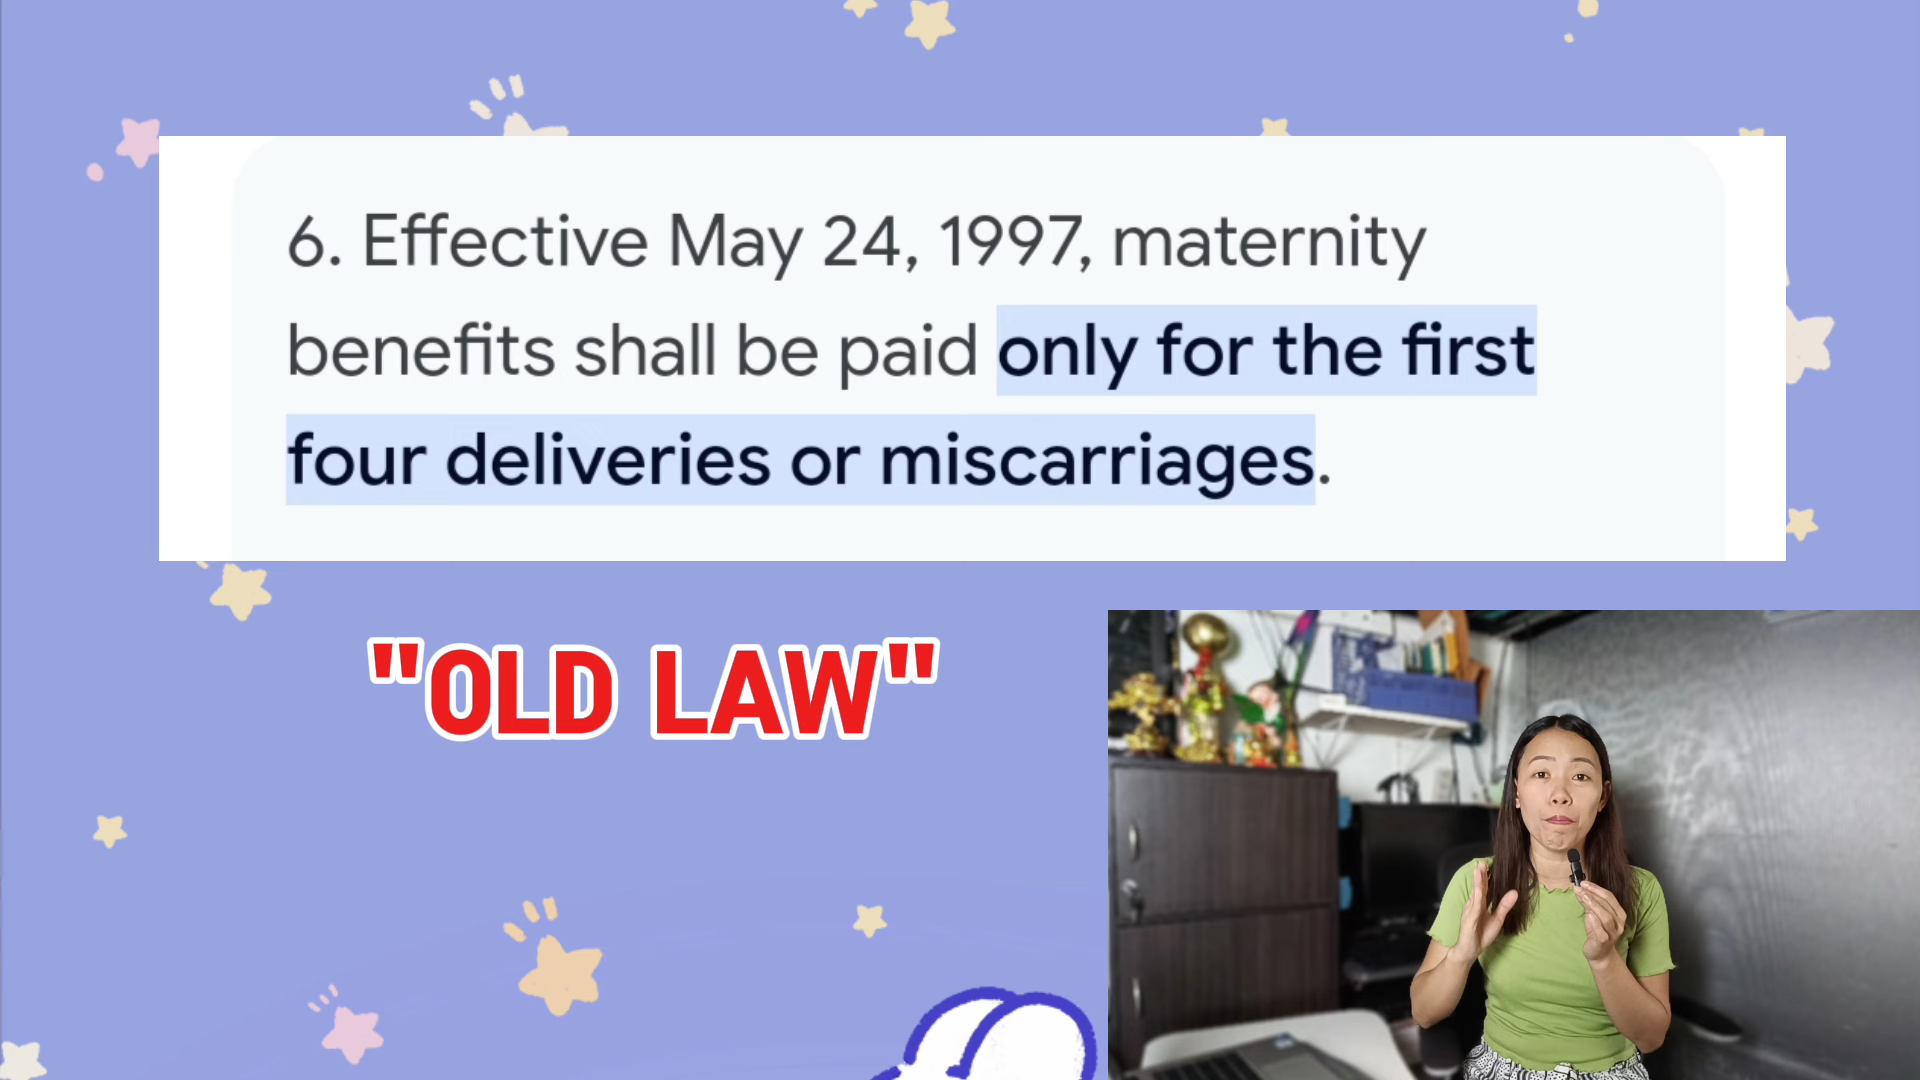 6. Effective May 24, 1997, maternity
benefits shall be paid only for the first
four deliveries or miscarriages.
"OLD LAW"